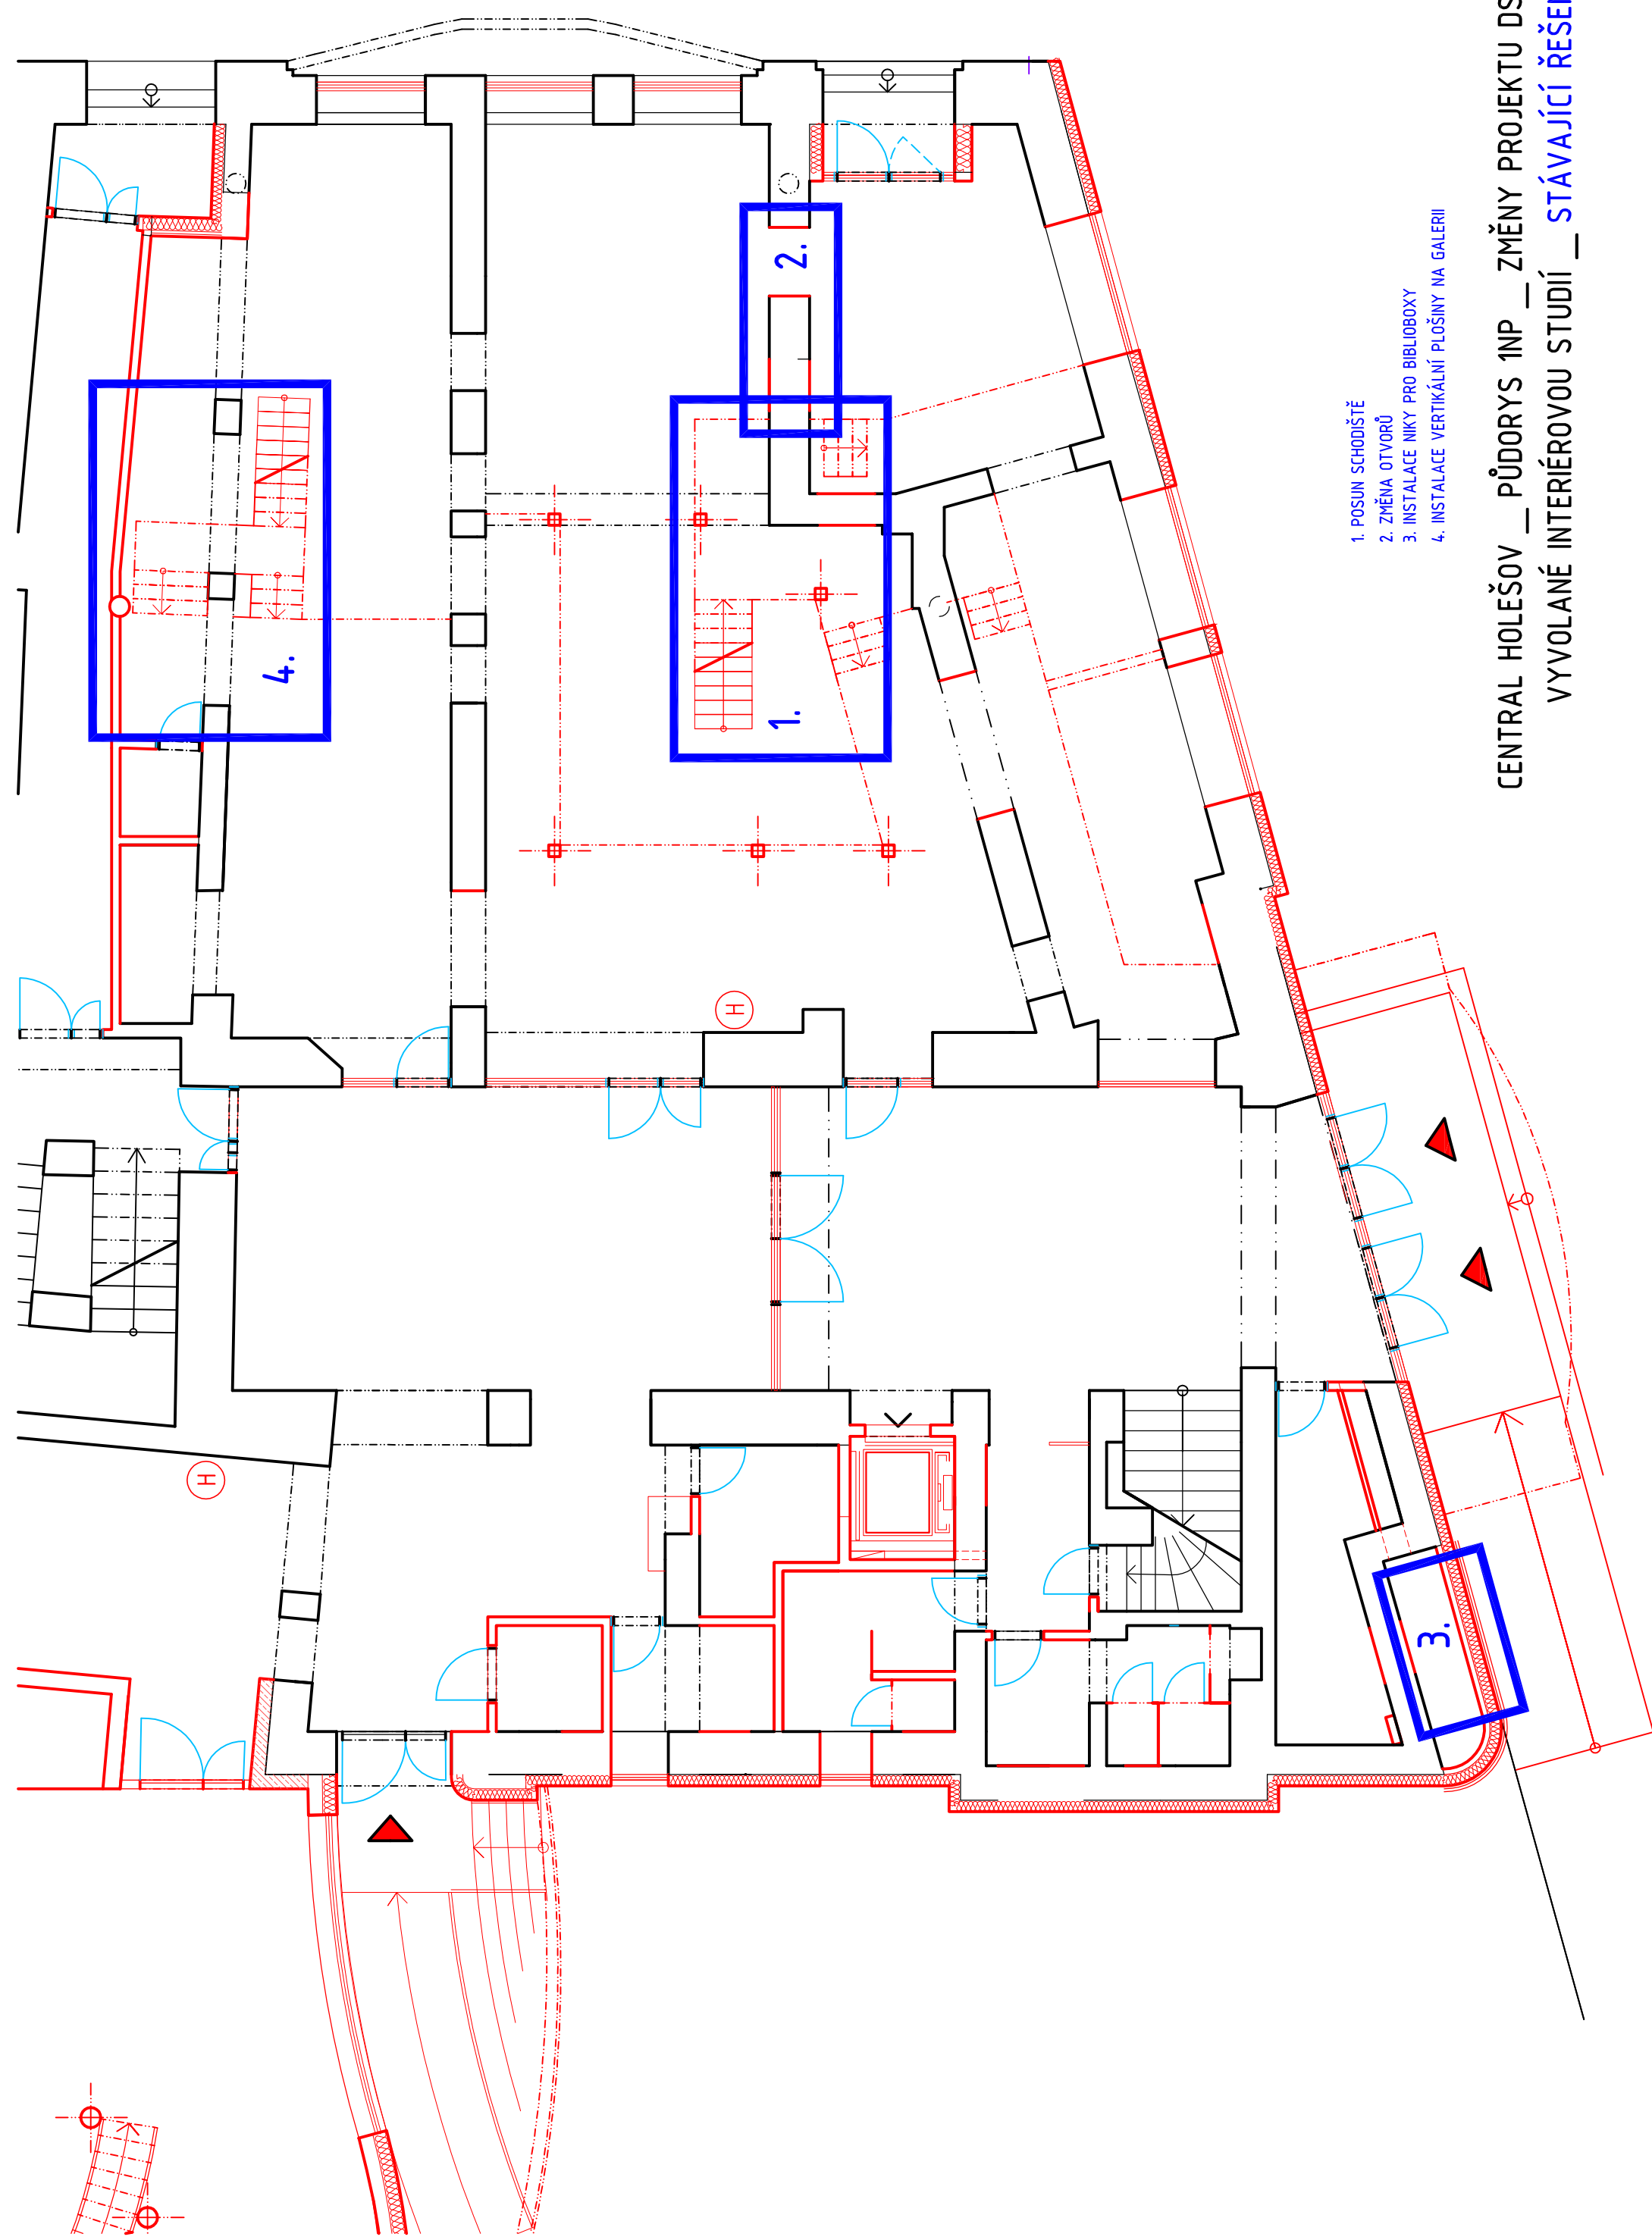 CENTRAL HOLEŠOV _ PŮDORYS 1NP _ ZMĚNY PROJEKTU DS
VYVOLANÉ INTERIÉROVOU STUDIÍ _ STÁVAJÍCÍ
1. POSUN SCHODIŠTĚ
2. ZMĚNA OTVORŮ
3. INSTALACE NIKY PRO BIBLIOBOXY
4. INSTALACE VERTIKÁLNÍ PLOŠINY NA GALERII
4.
2.
1.
3.
H
H